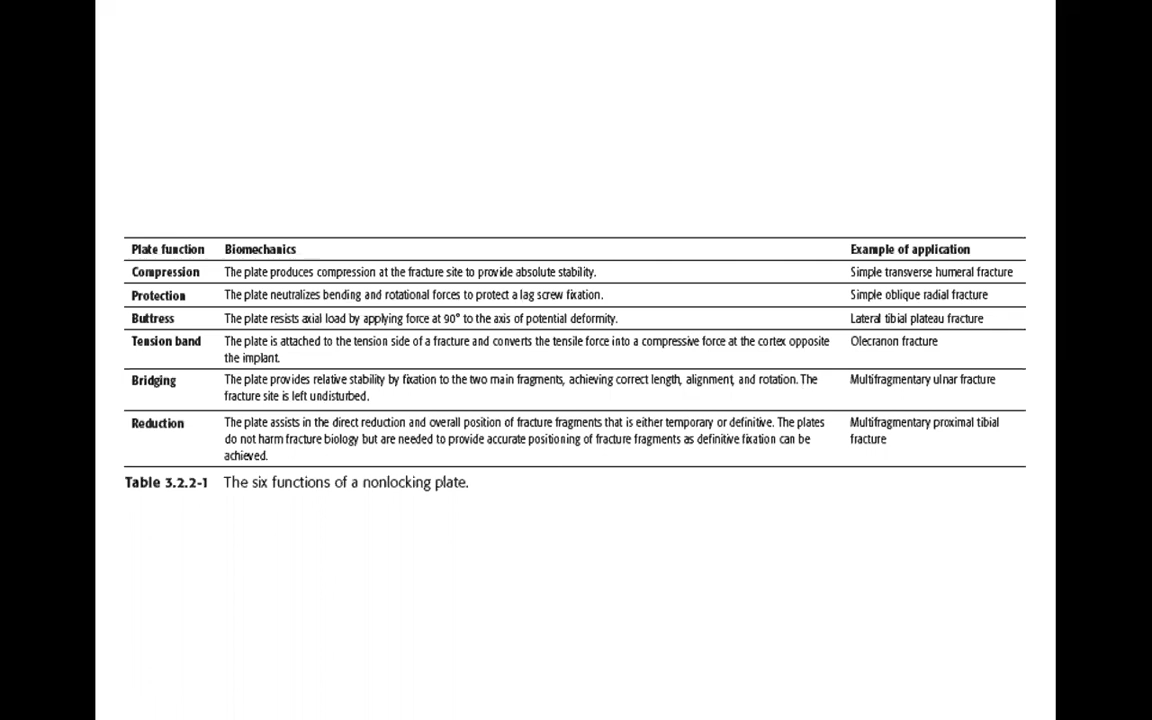 Plate function Biomechanics Example of application
Compression The plate produces compression at the fracture site to provide absolute stability. Simple transverse humeral fracture
Protection The plate neutralizes bending and rotational forces to protect a lag screw fixation. Simple oblique radial fracture
Buttress The plate resists axial load by applying force at 90° to the axis of potential deformity. Lateral tibial plateau fracture
Tension band The plate is attached to the tension side of a fracture and converts the tensile force into a compressive force at the cortex opposite Olecranon fracture
the implant.
Bridging The plate provides relative stability by fixation to the two main fragments, achieving correct length, alignment, and rotation. The Multifragmentary ulnar fracture
fracture site is left undisturbed.
Reduction The plate assists in the direct reduction and overall position of fracture fragments that is either temporary or definitive. The plates Multifragmentary proximal tibial
do not harm fracture biology but are needed to provide accurate positioning of fracture fragments as definitive fixation can be fracture
achieved.
Table 3.2.2-1 The six functions of a nonlocking plate.